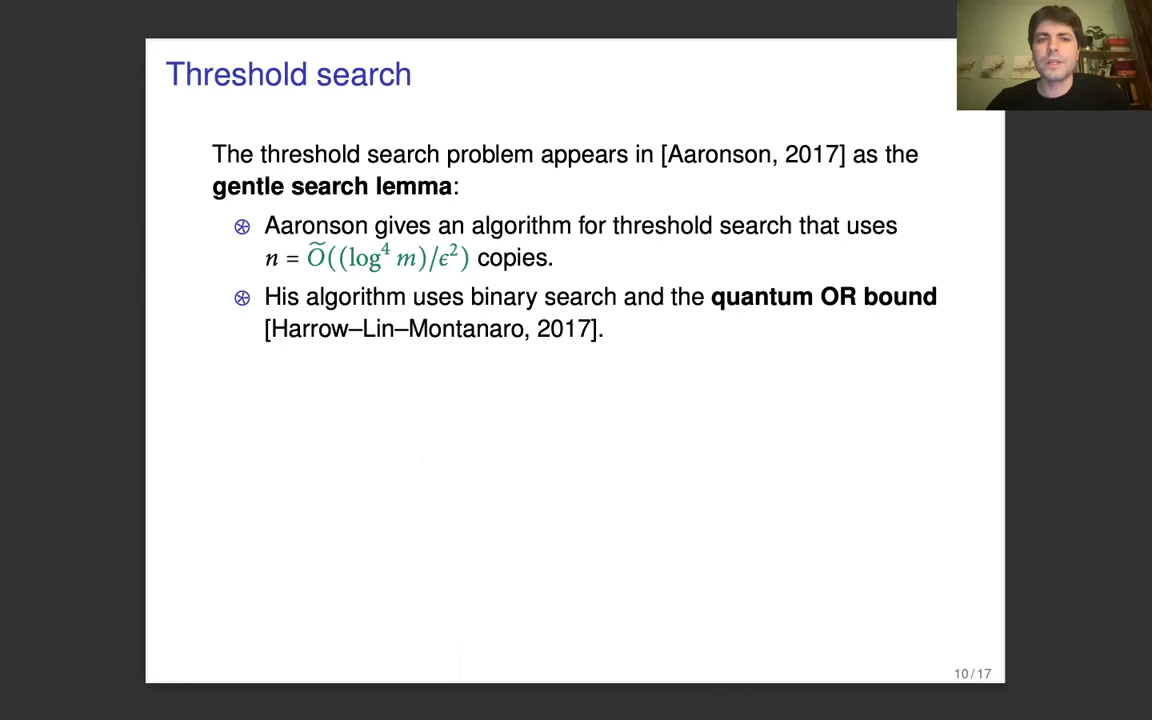 Threshold search
The threshold search problem appears in [Aaronson, 2017] as the
gentle search lemma:
⊛ Aaronson gives an algorithm for threshold search that uses
n = Õ((log⁴ m)/ϵ²) copies.
⊛ His algorithm uses binary search and the quantum OR bound
[Harrow–Lin–Montanaro, 2017].
10 / 17